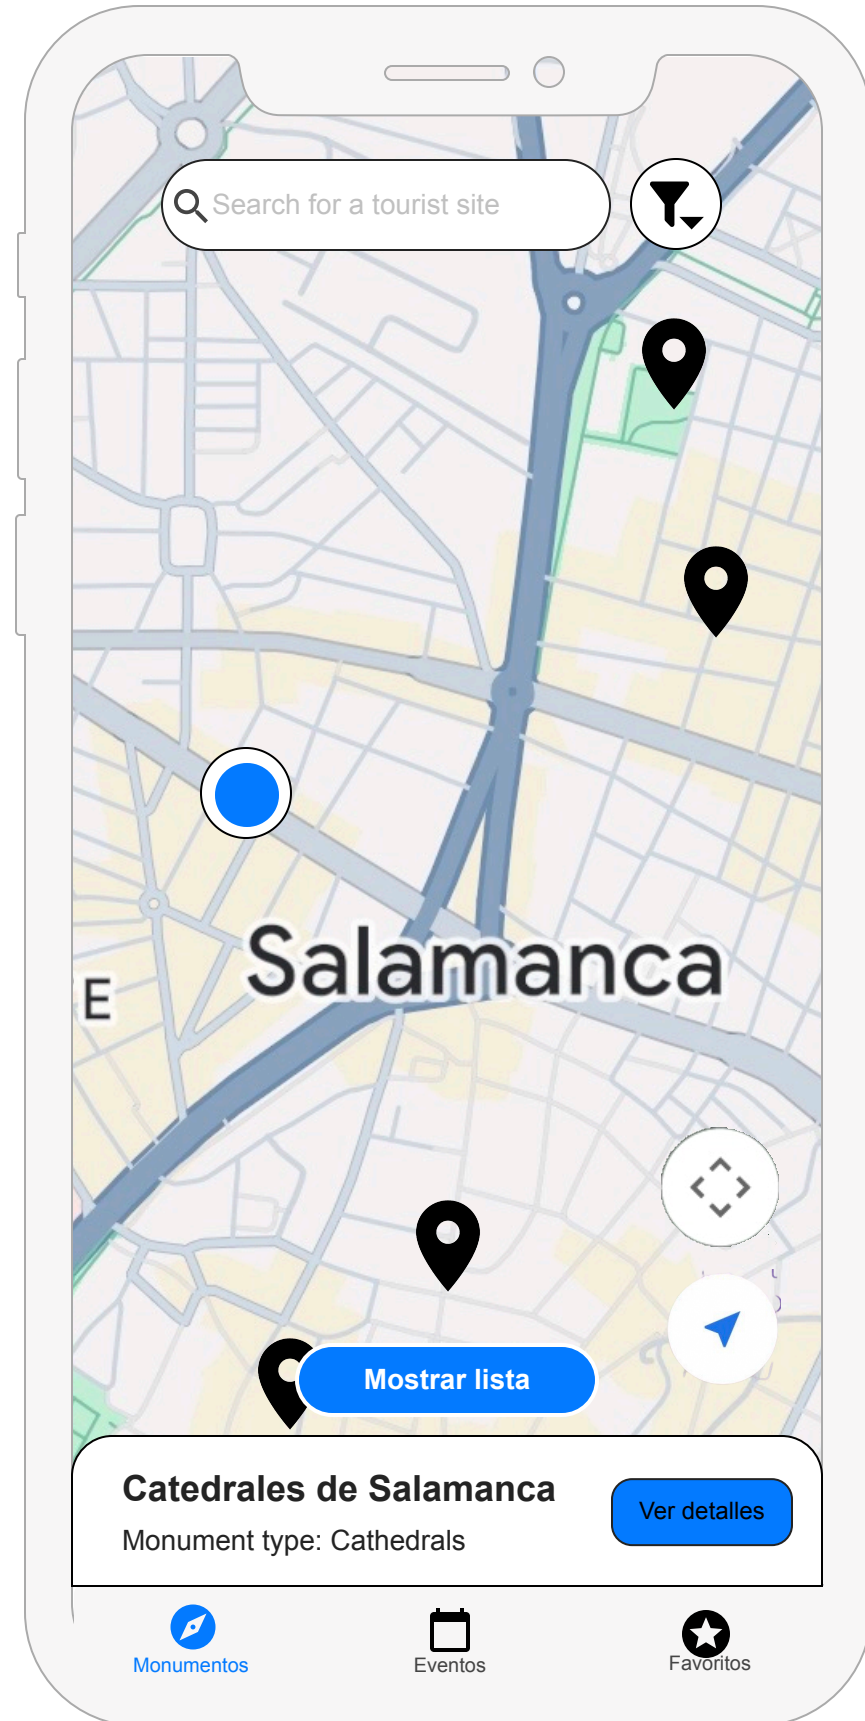 Search for a tourist site
Salamanca
E
Mostrar lista
Catedrales de Salamanca
Ver detalles
Monument type: Cathedrals
Monumentos
Eventos
Favoritos